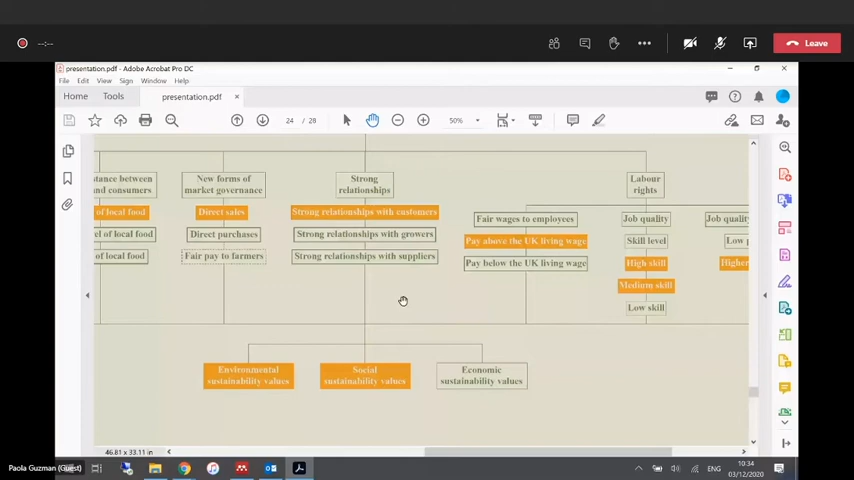 --:--
Leave
presentation.pdf - Adobe Acrobat Pro DC
File Edit View Sign Window Help
Home Tools presentation.pdf ×
24 / 28 50%
stance between
and consumers
of local food
el of local food
of local food
New forms of
market governance
Direct sales
Direct purchases
Fair pay to farmers
Strong
relationships
Strong relationships with customers
Strong relationships with growers
Strong relationships with suppliers
Fair wages to employees
Pay above the UK living wage
Pay below the UK living wage
Labour
rights
Job quality
Skill level
High skill
Medium skill
Low skill
Job quality
Low p
Higher
Environmental
sustainability values
Social
sustainability values
Economic
sustainability values
46.81 x 33.11 in
Paola Guzman (Guest)
ENG
10:34
03/12/2020